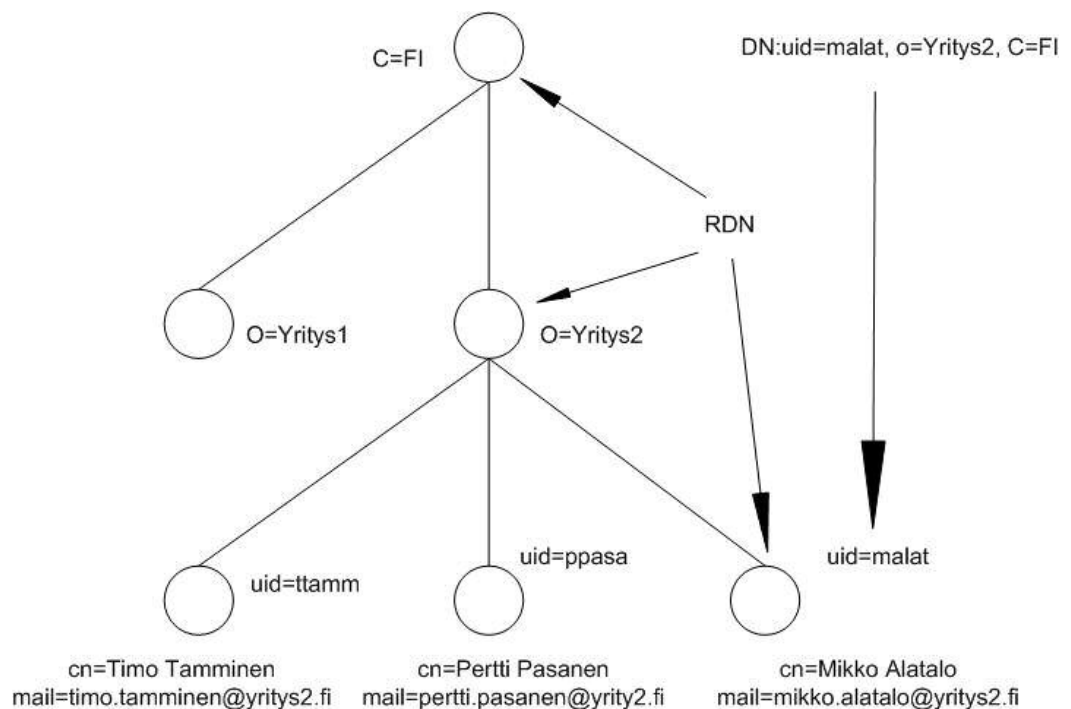 C=FI
DN:uid=malat, o=Yritys2, C=FI
RDN
O=Yritys1
O=Yritys2
uid=ttamm
uid=ppasa
uid=malat
cn=Timo Tamminen
mail=timo.tamminen@yritys2.fi
cn=Pertti Pasanen
mail=pertti.pasanen@yrity2.fi
cn=Mikko Alatalo
mail=mikko.alatalo@yritys2.fi